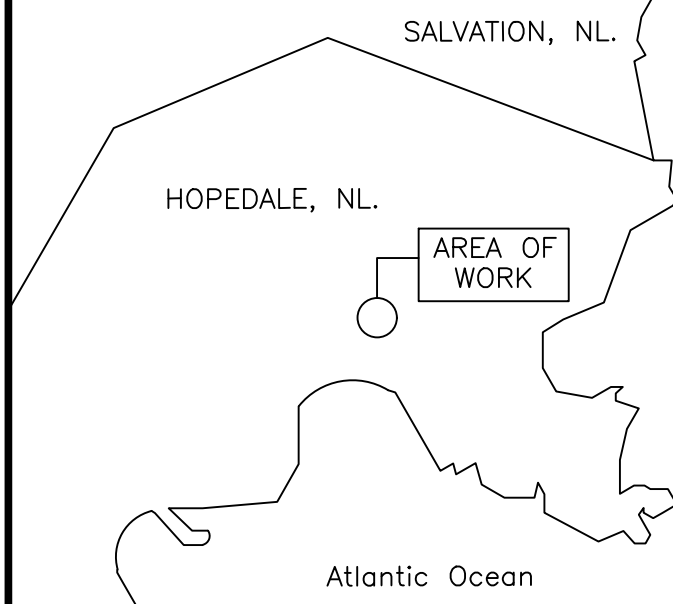 SALVATION, NL.
HOPEDALE, NL.
AREA OF
WORK
Atlantic Ocean